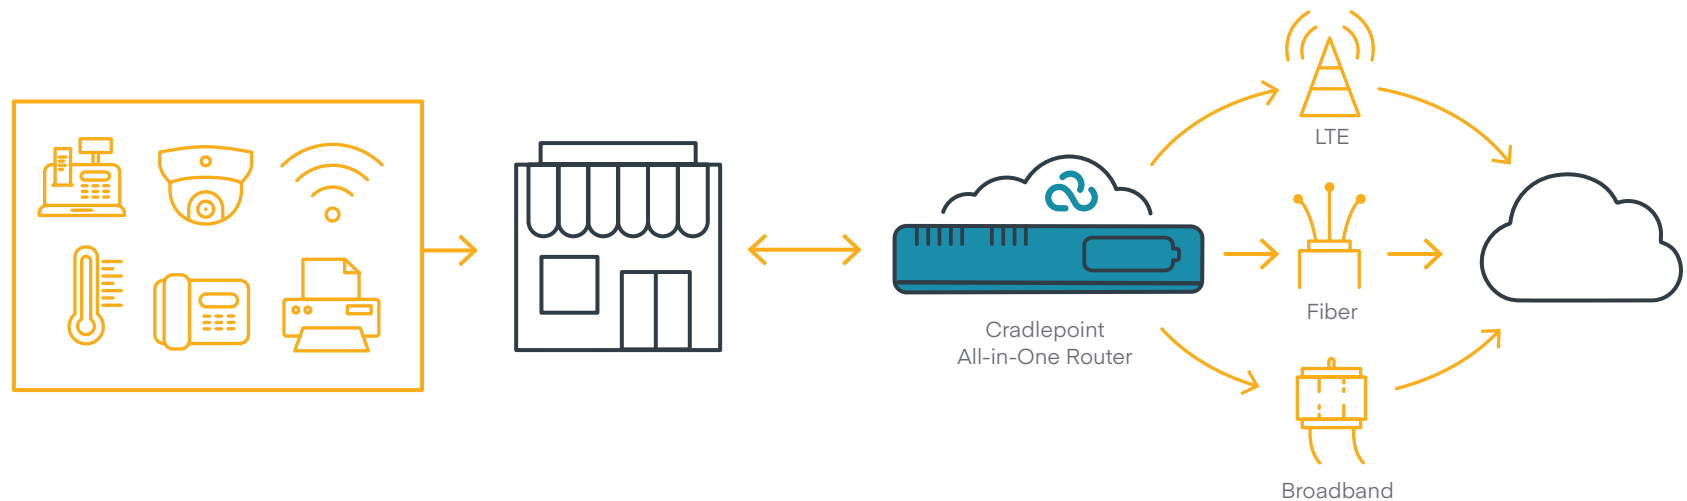 LTE
Fiber
Cradlepoint
All-in-One Router
Broadband